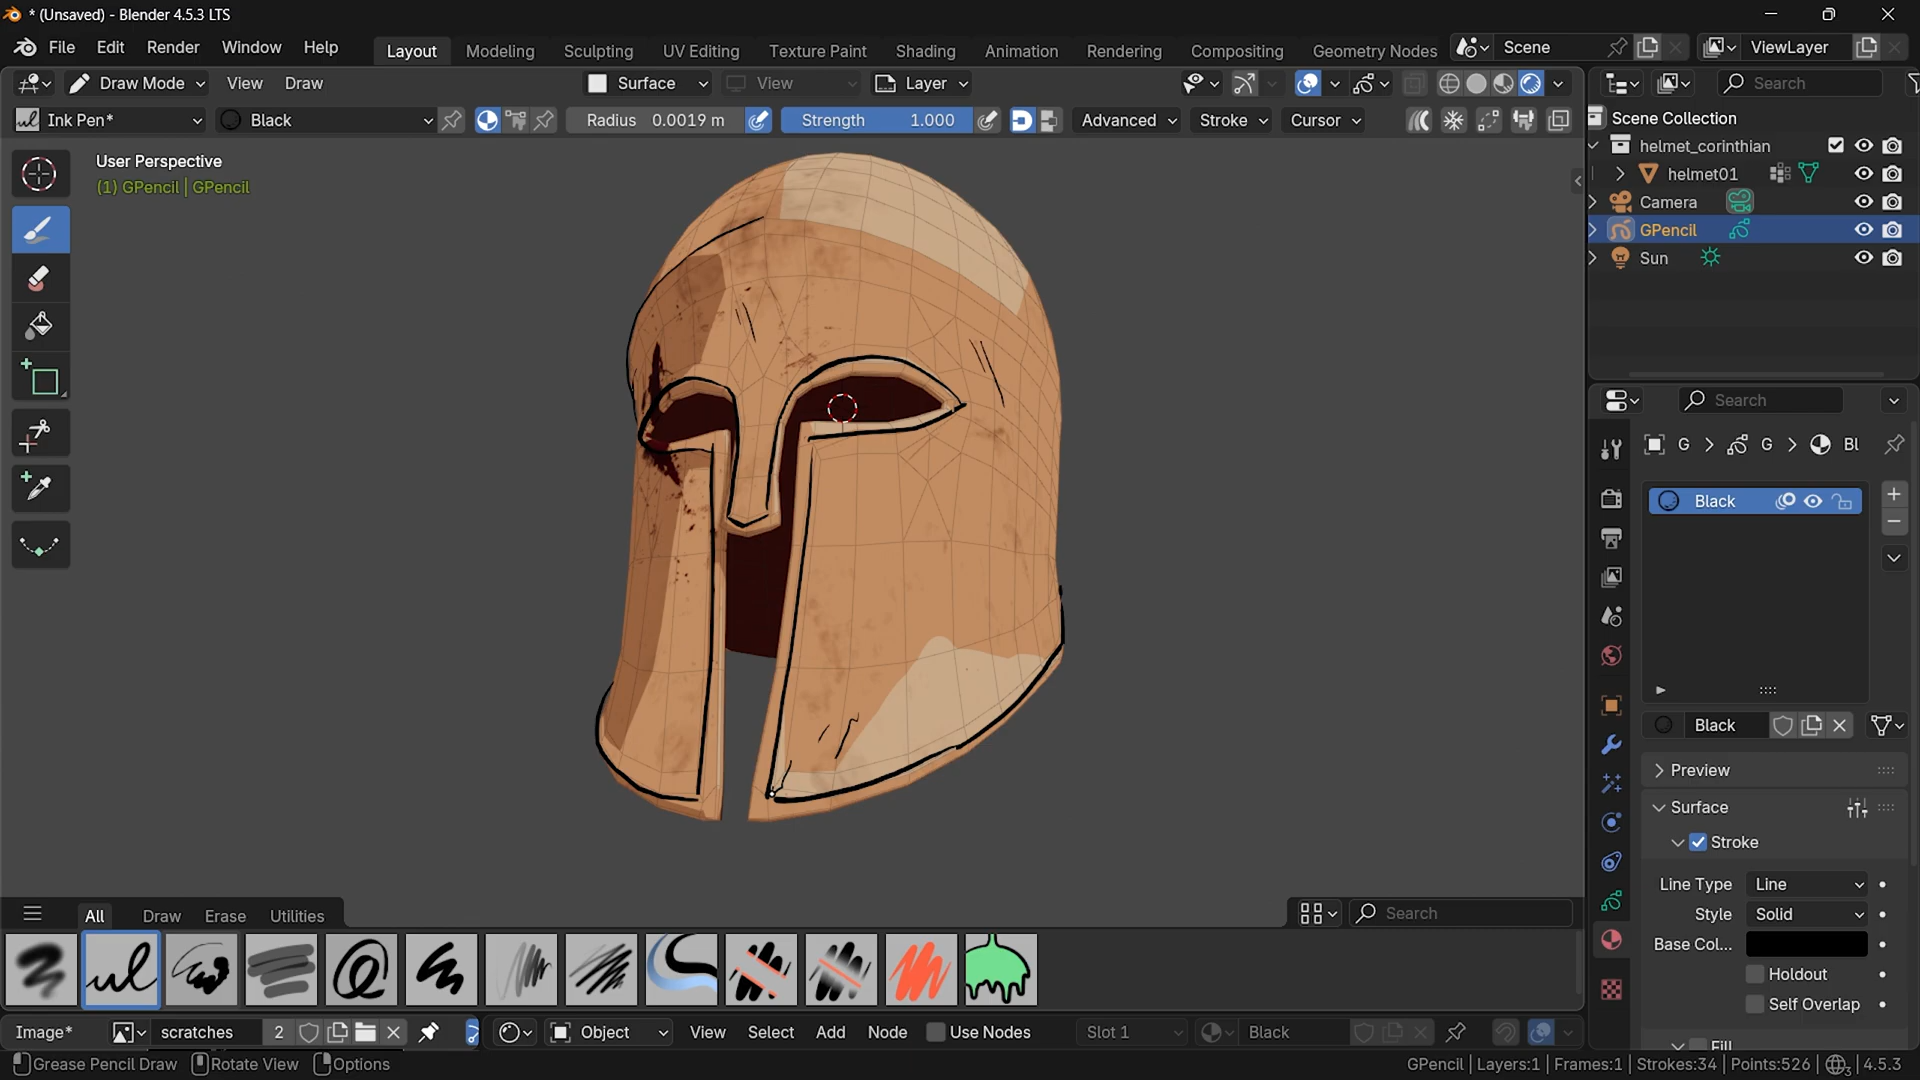 * (Unsaved) - Blender 4.5.3 LTS
File Edit Render Window Help Layout Modeling Sculpting UV Editing Texture Paint Shading Animation Rendering Compositing Geometry Nodes Scene ViewLayer
Draw Mode View Draw Surface View Layer Search
Ink Pen* Black Radius 0.0019 m Strength 1.000 Advanced Stroke Cursor
Scene Collection
helmet_corinthian
helmet01
Camera
GPencil
Sun
User Perspective
(1) GPencil | GPencil
Search
G G Bl
Black
Black
Preview
Surface
Stroke
Line Type Line
Style Solid
Base Col...
Holdout
Self Overlap
Fill
All Draw Erase Utilities Search
Image* scratches 2 Object View Select Add Node Use Nodes Slot 1 Black
Grease Pencil Draw Rotate View Options GPencil | Layers:1 | Frames:1 | Strokes:34 | Points:526 | 3 | 4.5.3